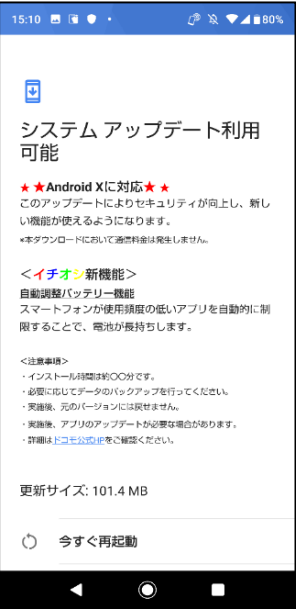 15:10 80%
システム アップデート利用
可能
★★Android Xに対応★★
このアップデートによりセキュリティが向上し、新し
い機能が使えるようになります。
※本ダウンロードにおいて通信料金は発生しません。
＜イチオシ新機能＞
自動調整バッテリー機能
スマートフォンが使用頻度の低いアプリを自動的に制
限することで、電池が長持ちします。
＜注意事項＞
・インストール時間は約〇〇分です。
・必要に応じてデータのバックアップを行ってください。
・実施後、元のバージョンには戻せません。
・実施後、アプリのアップデートが必要な場合があります。
・詳細はドコモ公式HPをご確認ください。
更新サイズ: 101.4 MB
今すぐ再起動